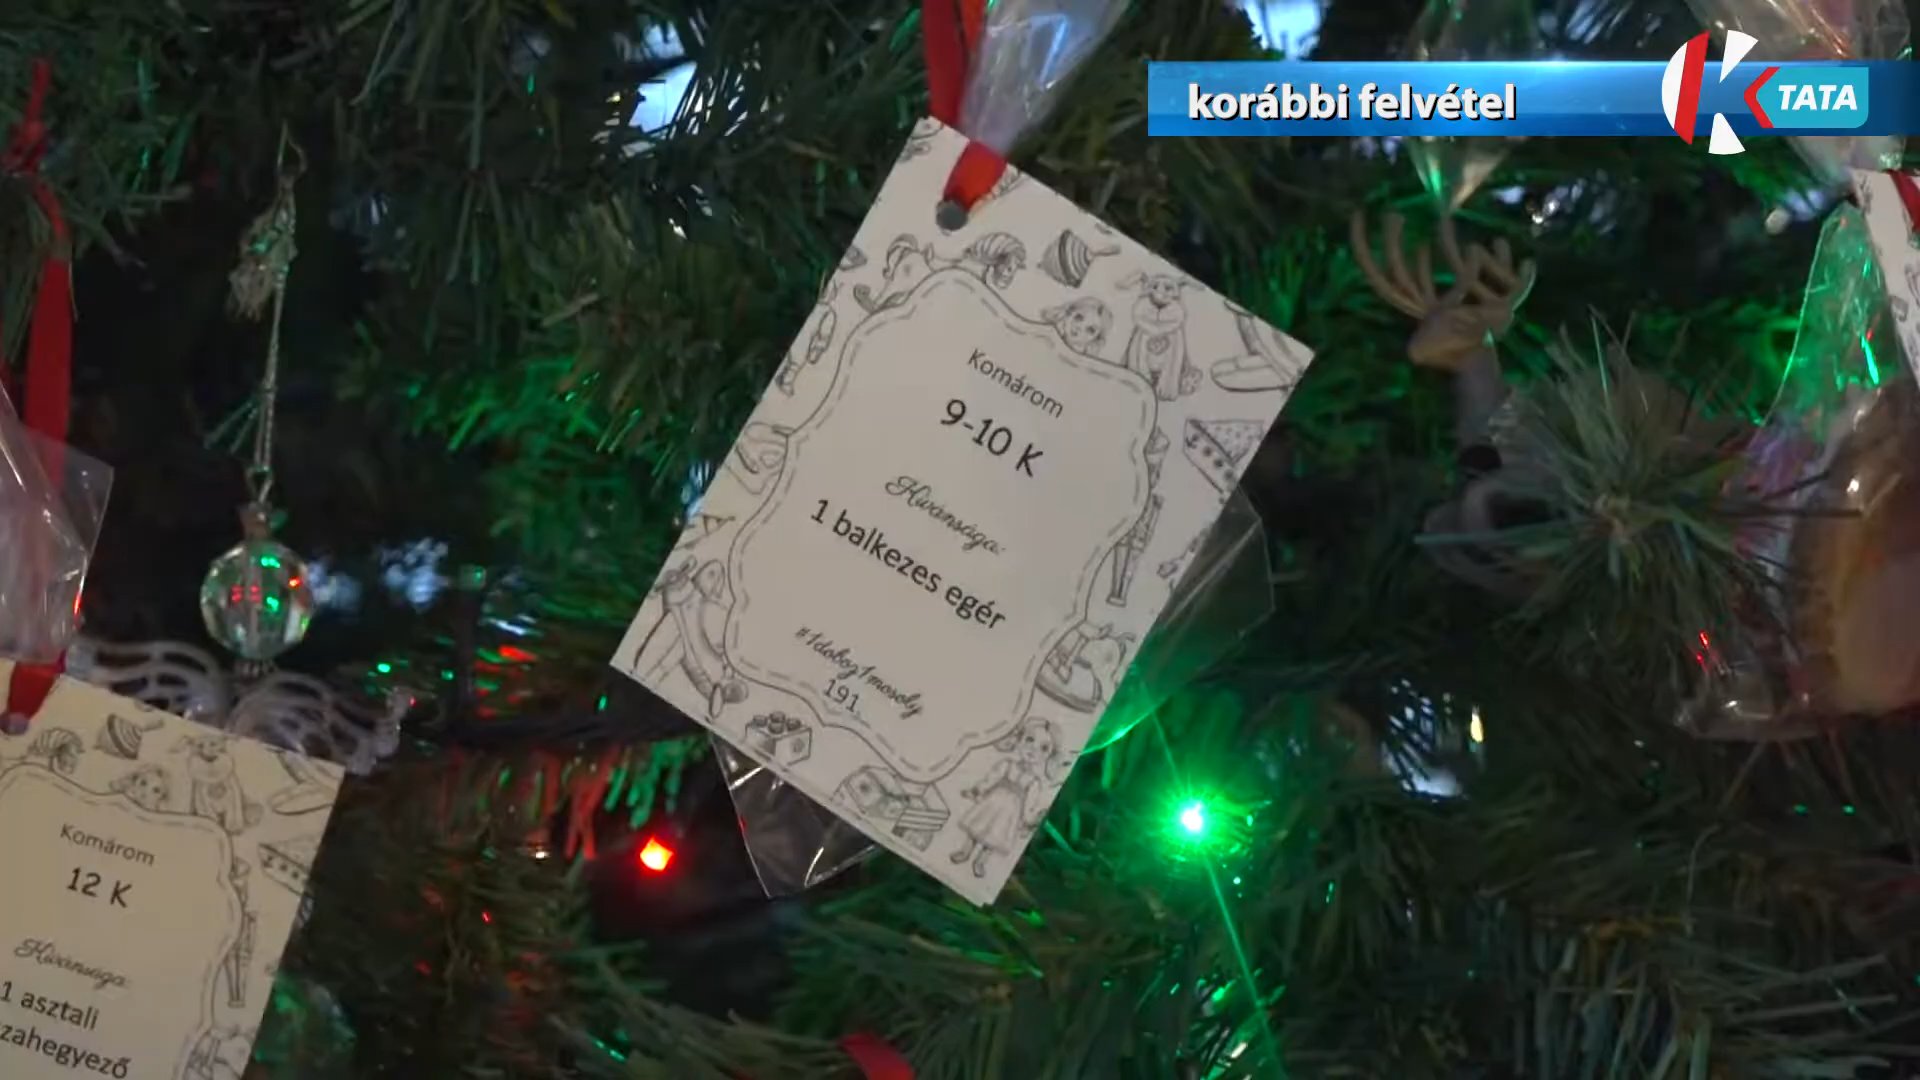 korábbi felvétel
K TATA
Komárom
9-10 K
Kívánsága:
1 balkezes egér
#1doboz1mosoly
191
Komárom
12 K
Kívánsága:
1 asztali
zahegyező